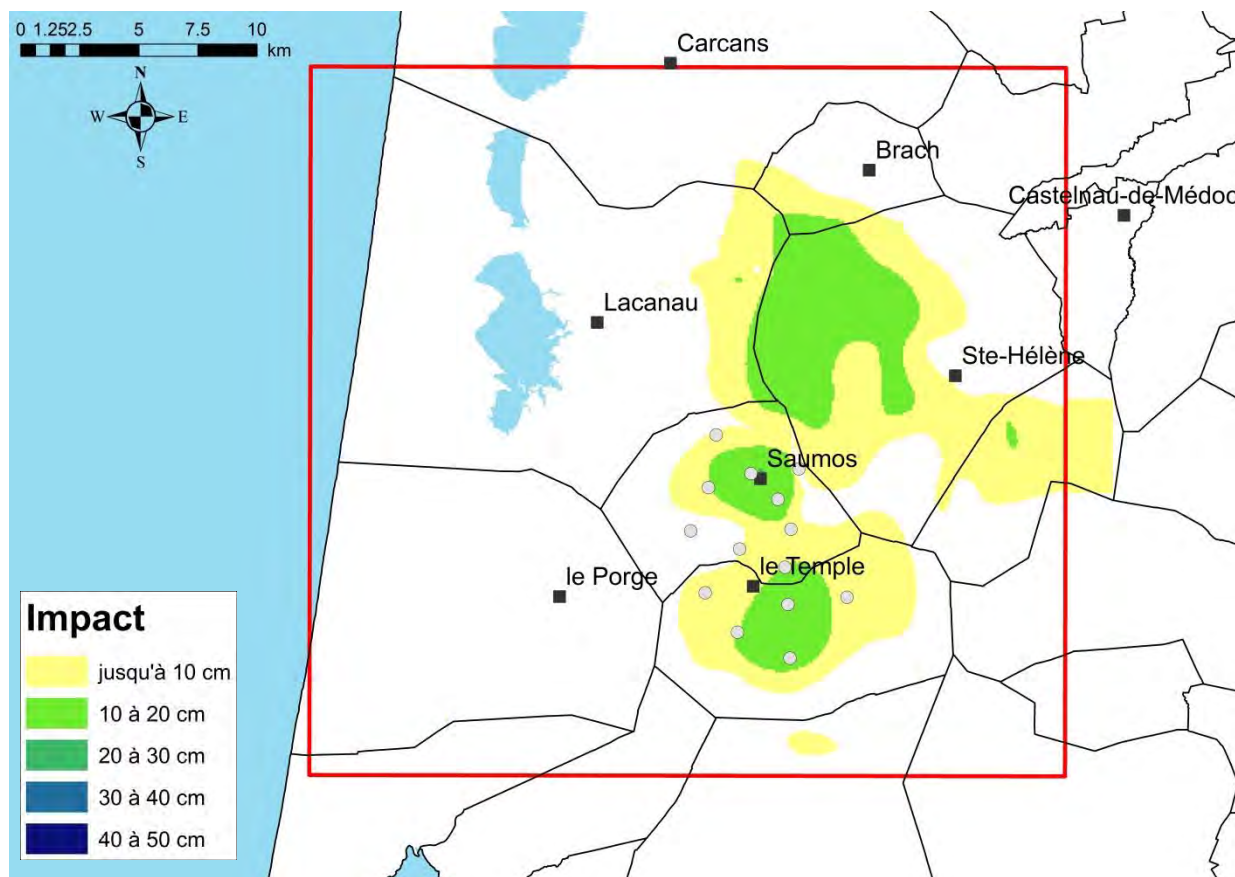 0 1.252.5 5 7.5 10
km
N
W E
S
Carcans
Brach
Castelnau-de-Médoc
Lacanau
Ste-Hélène
Saumos
le Porge
le Temple
Impact
jusqu'à 10 cm
10 à 20 cm
20 à 30 cm
30 à 40 cm
40 à 50 cm